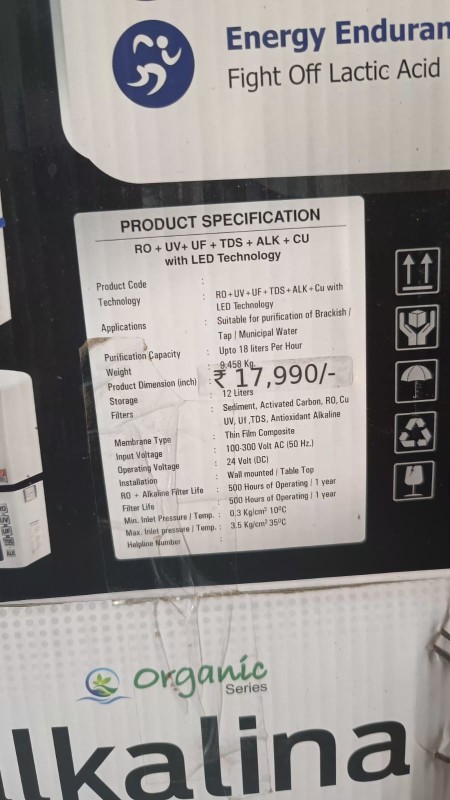 Energy Enduran
Fight Off Lactic Acid
PRODUCT SPECIFICATION
RO + UV+ UF + TDS + ALK + CU
with LED Technology
Product Code :
Technology : RO + UV + UF + TDS + ALK + Cu with
LED Technology
Applications : Suitable for purification of Brackish /
Tap / Municipal Water
Purification Capacity : Upto 18 liters Per Hour
Weight : 9.458 Kg.
Product Dimension (inch) : ₹ 17,990/-
Storage : 12 Liters
Filters : Sediment, Activated Carbon, RO, Cu
UV, Uf ,TDS, Antioxidant Alkaline
Membrane Type : Thin Film Composite
Input Voltage : 100-300 Volt AC (50 Hz.)
Operating Voltage : 24 Volt (DC)
Installation : Wall mounted / Table Top
RO + Alkaline Filter Life : 500 Hours of Operating / 1 year
Filter Life : 500 Hours of Operating / 1 year
Min. Inlet Pressure / Temp. : 0.3 Kg/cm² 10ºC
Max. Inlet pressure / Temp. : 3.5 Kg/cm² 35ºC
Helpline Number :
Organic
Series
lkalina